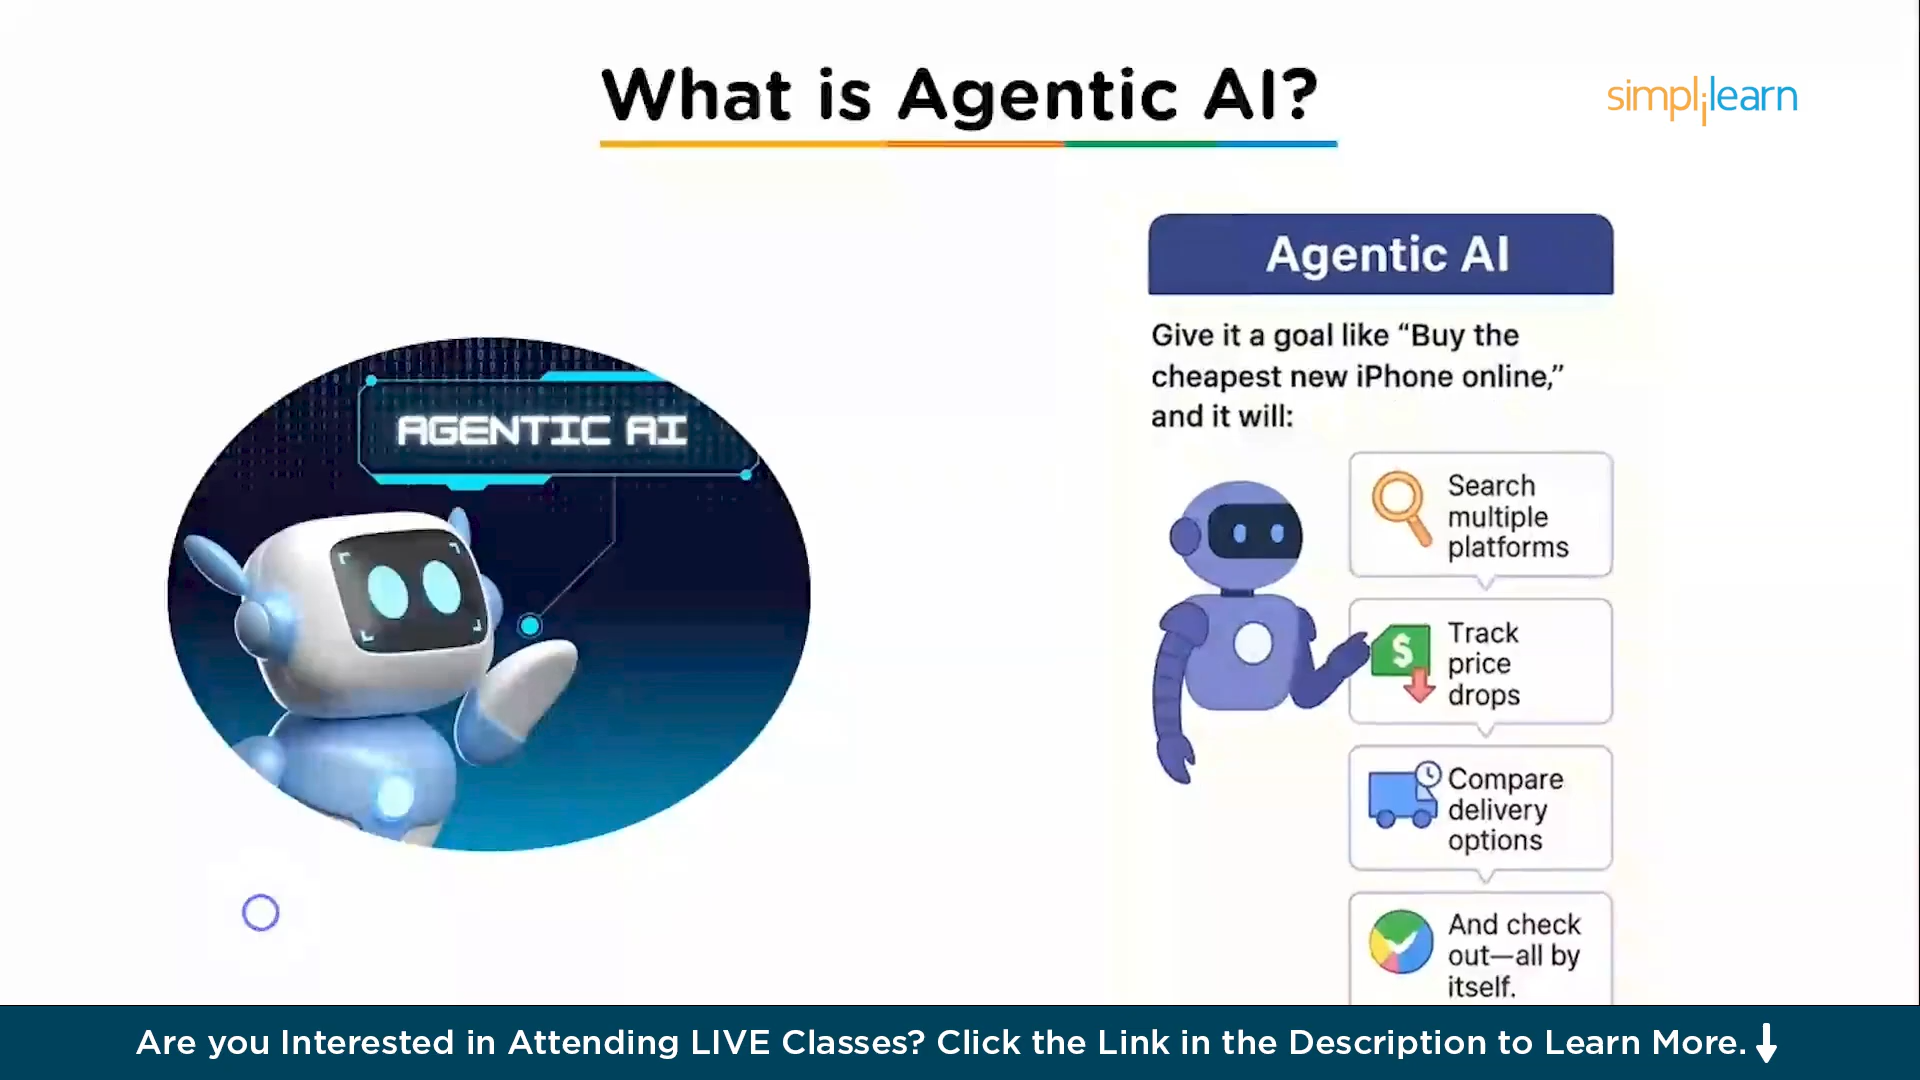 What is Agentic AI?
simplilearn
AGENTIC AI
Agentic AI
Give it a goal like “Buy the
cheapest new iPhone online,”
and it will:
Search
multiple
platforms
$
Track
price
drops
Compare
delivery
options
And check
out—all by
itself.
Are you Interested in Attending LIVE Classes? Click the Link in the Description to Learn More.